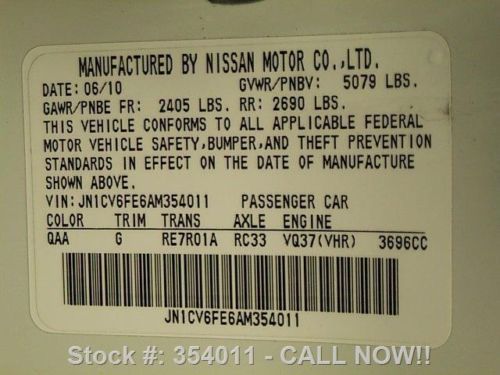 MANUFACTURED BY NISSAN MOTOR CO.,LTD.
DATE: 06/10 GVWR/PNBV: 5079 LBS.
GAWR/PNBE FR: 2405 LBS. RR: 2690 LBS.
THIS VEHICLE CONFORMS TO ALL APPLICABLE FEDERAL
MOTOR VEHICLE SAFETY,BUMPER,AND THEFT PREVENTION
STANDARDS IN EFFECT ON THE DATE OF MANUFACTURE
SHOWN ABOVE.
VIN: JN1CV6FE6AM354011 PASSENGER CAR
COLOR TRIM TRANS AXLE ENGINE
QAA G RE7R01A RC33 VQ37(VHR) 3696CC
JN1CV6FE6AM354011
Stock #: 354011 - CALL NOW!!